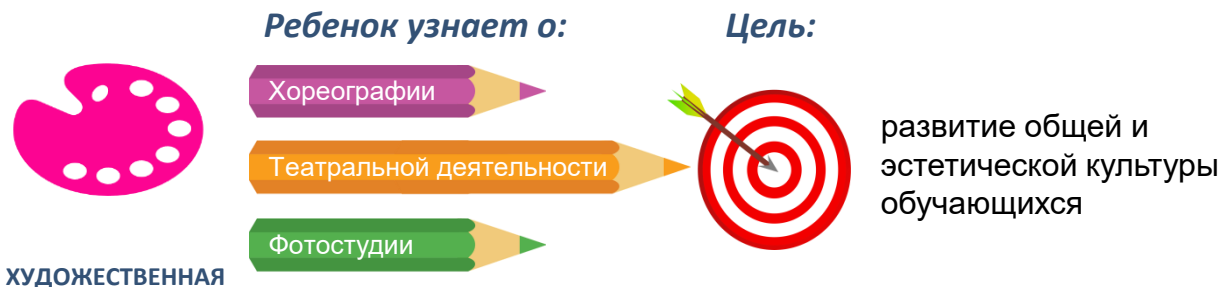 Ребенок узнает о:
Цель:
Хореографии
Театральной деятельности
Фотостудии
развитие общей и
эстетической культуры
обучающихся
ХУДОЖЕСТВЕННАЯ